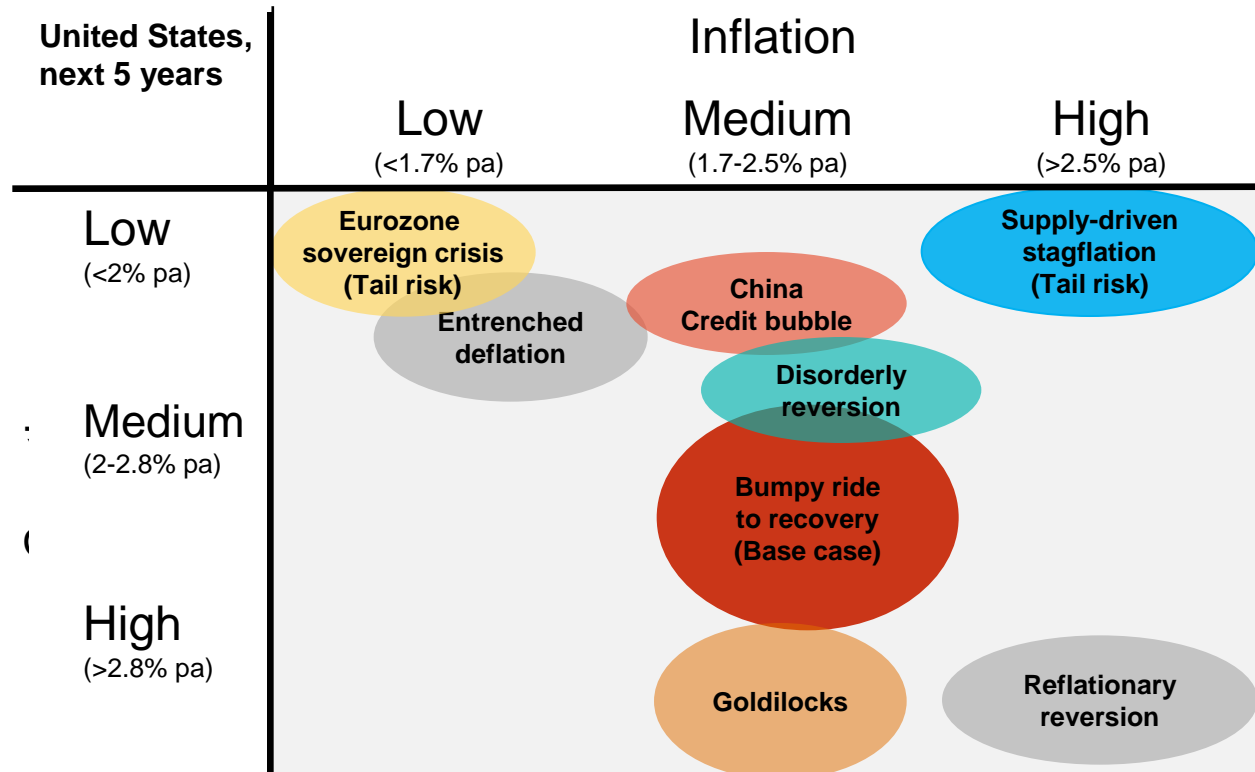 United States,
next 5 years
Inflation
Low
(<1.7% pa)
Medium
(1.7-2.5% pa)
High
(>2.5% pa)
Low
(<2% pa)
Medium
(2-2.8% pa)
High
(>2.8% pa)
Eurozone
sovereign crisis
(Tail risk)
Entrenched
deflation
China
Credit bubble
Supply-driven
stagflation
(Tail risk)
Disorderly
reversion
Bumpy ride
to recovery
(Base case)
Goldilocks
Reflationary
reversion